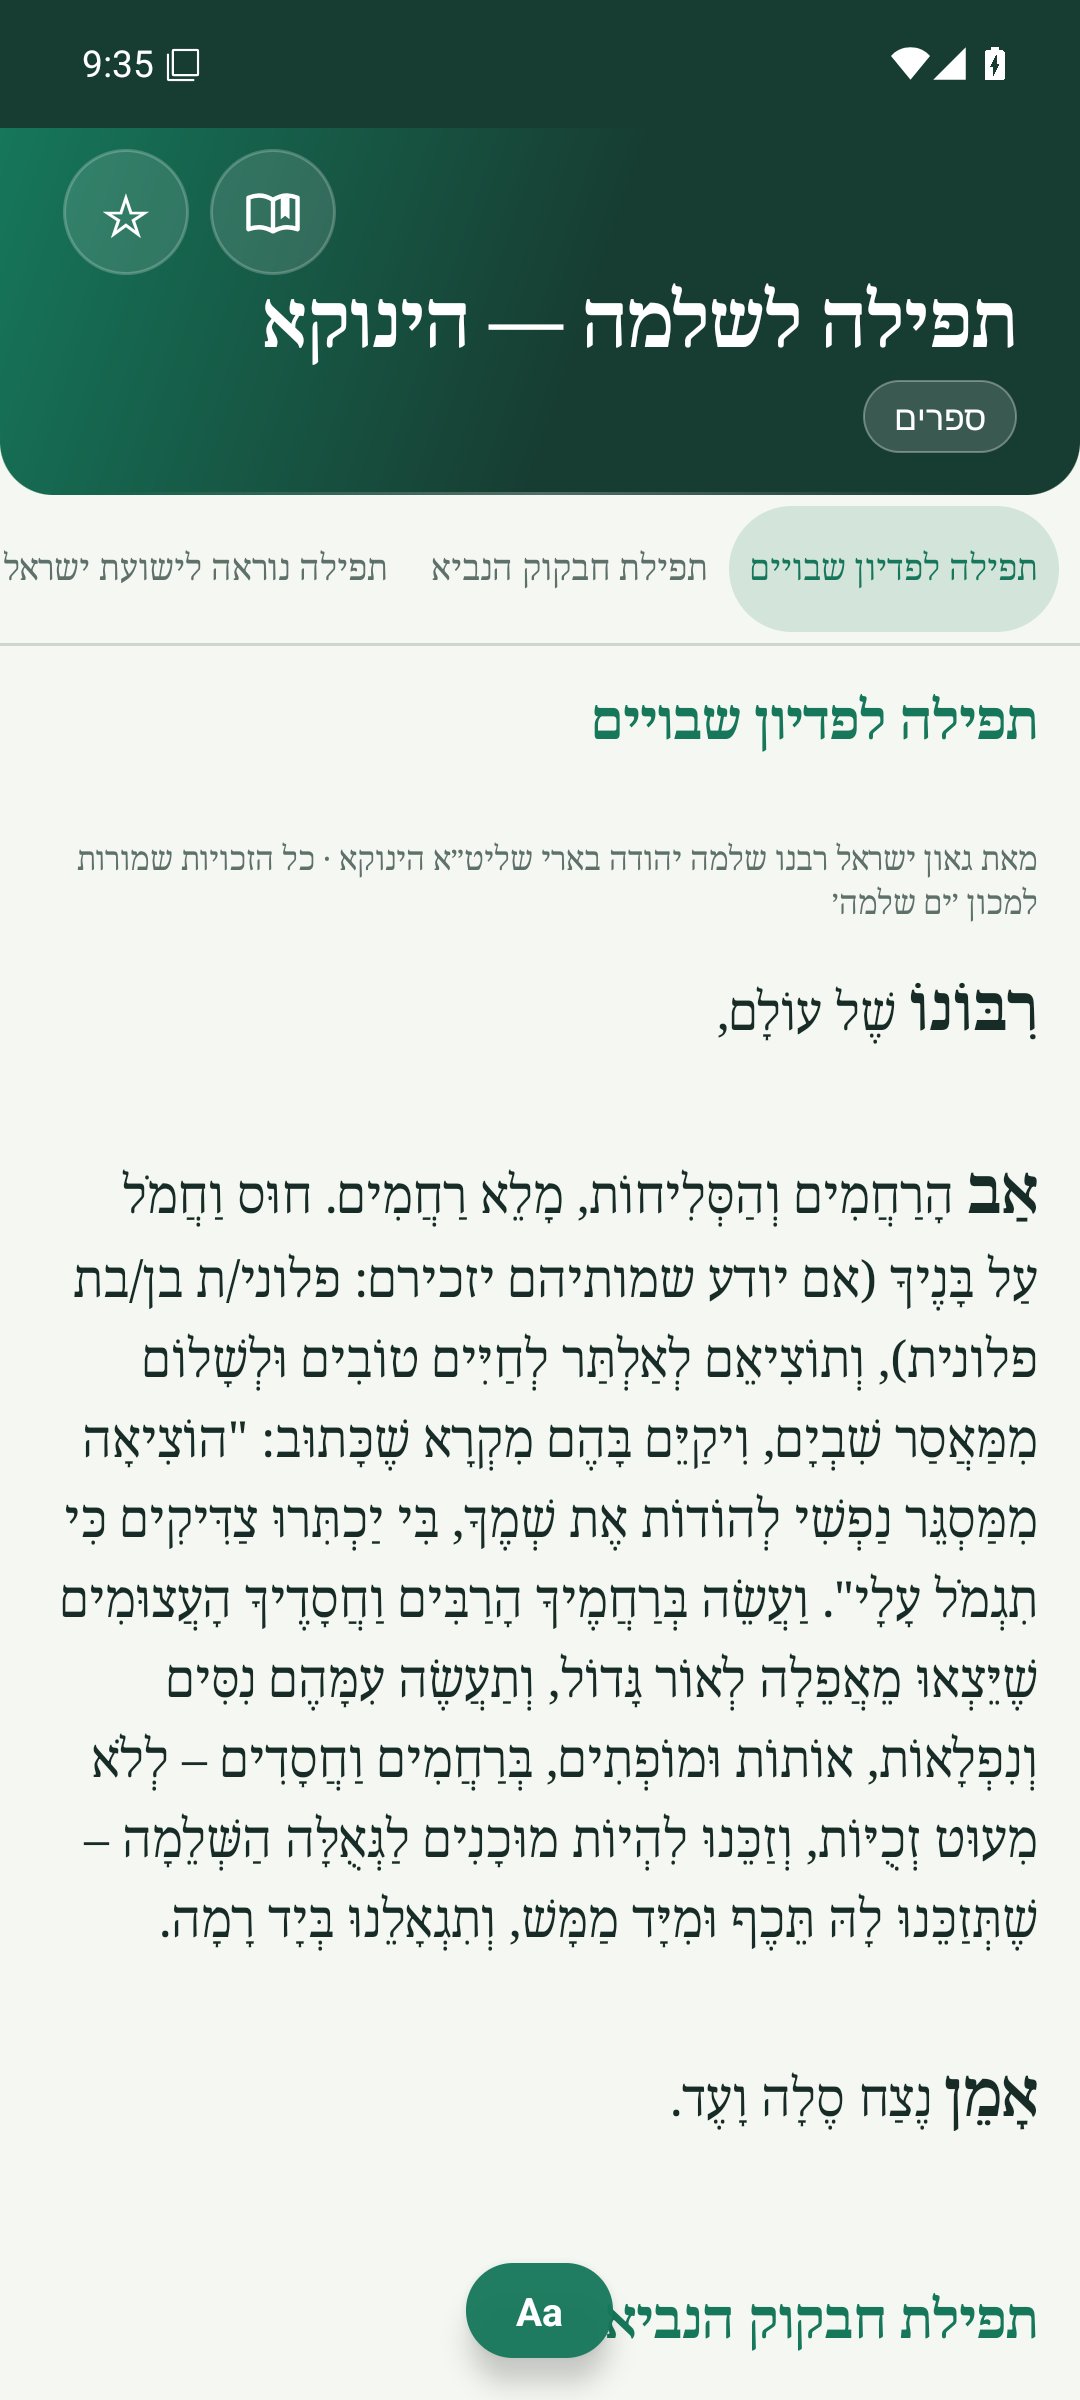 9:35
תפילה לשלמה — הינוקא
ספרים
תפילה לפדיון שבויים
תפילת חבקוק הנביא
תפילה נוראה לישועת ישראל
תפילה לפדיון שבויים
מאת גאון ישראל רבנו שלמה יהודה בארי שליט״א הינוקא · כל הזכויות שמורות
למכון ׳ים שלמה׳
רִבּוֹנוֹ שֶׁל עוֹלָם,
אַב הָרַחֲמִים וְהַסְּלִיחוֹת, מָלֵא רַחֲמִים. חוּס וַחֲמֹל
עַל בָּנֶיךָ (אם יודע שמותיהם יזכירם: פלוני/ת בן/בת
פלונית), וְתוֹצִיאֵם לְאַלְתַּר לְחַיִּים טוֹבִים וּלְשָׁלוֹם
מִמַּאֲסַר שִׁבְיָם, וִיקַיֵּם בָּהֶם מִקְרָא שֶׁכָּתוּב: "הוֹצִיאָה
מִמַּסְגֵּר נַפְשִׁי לְהוֹדוֹת אֶת שְׁמֶךָ, בִּי יַכְתִּרוּ צַדִּיקִים כִּי
תִגְמֹל עָלָי". וַעֲשֵׂה בְּרַחֲמֶיךָ הָרַבִּים וַחֲסָדֶיךָ הָעֲצוּמִים
שֶׁיֵּצְאוּ מֵאֲפֵלָה לְאוֹר גָּדוֹל, וְתַעֲשֶׂה עִמָּהֶם נִסִּים
וְנִפְלָאוֹת, אוֹתוֹת וּמוֹפְתִים, בְּרַחֲמִים וַחֲסָדִים – לְלֹא
מִעוּט זְכֻיּוֹת, וְזַכֵּנוּ לִהְיוֹת מוּכָנִים לַגְּאֻלָּה הַשְּׁלֵמָה –
שֶׁתְּזַכֵּנוּ לָהּ תֵּכֶף וּמִיָּד מַמָּשׁ, וְתִגְאָלֵנוּ בְּיָד רָמָה.
אָמֵן נֶצַח סֶלָה וָעֶד.
תפילת חבקוק הנביא
Aa